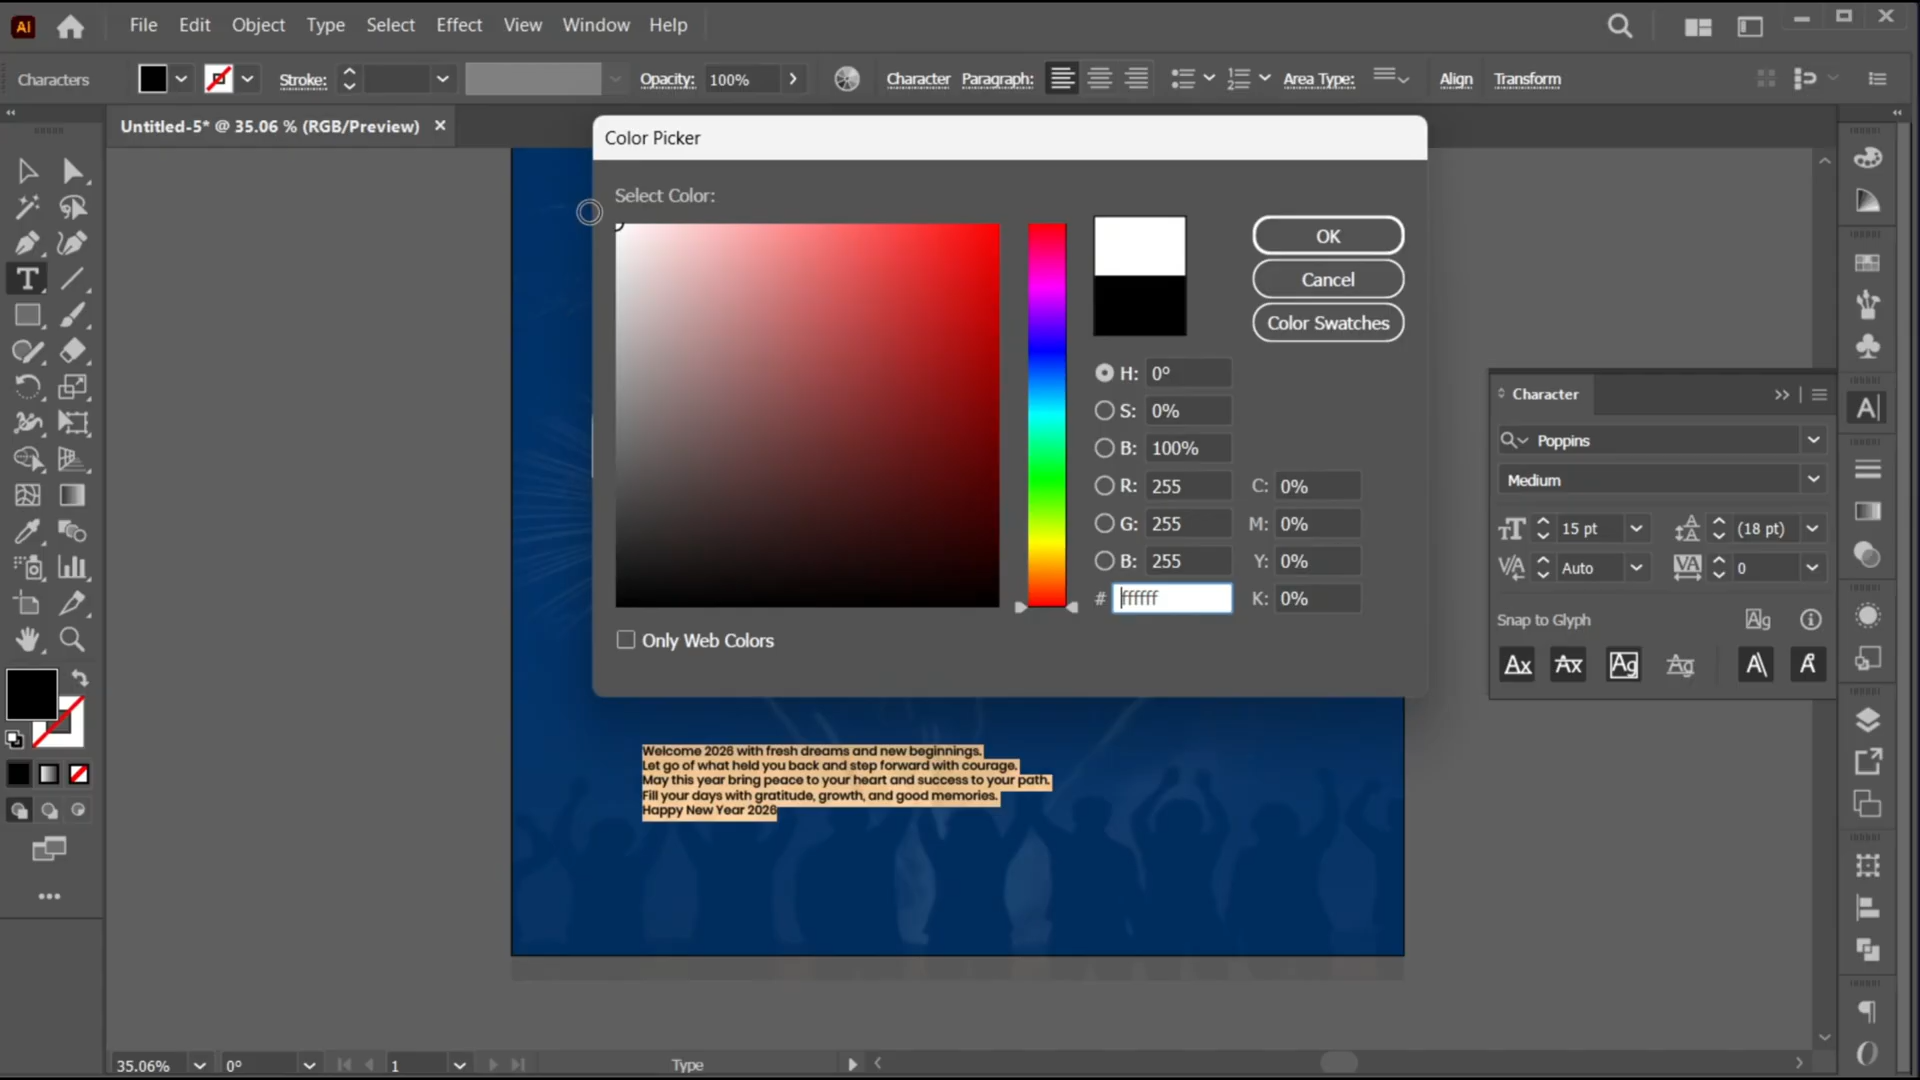 Ai File Edit Object Type Select Effect View Window Help
Characters Stroke: Opacity: 100% Character Paragraph: Area Type: Align Transform
Untitled-5* @ 35.06 % (RGB/Preview)
Color Picker
Select Color:
OK
Cancel
Color Swatches
H: 0°
S: 0%
B: 100%
R: 255 C: 0%
G: 255 M: 0%
B: 255 Y: 0%
# ffffff K: 0%
Only Web Colors
Character
Poppins
Medium
15 pt (18 pt)
Auto 0
Snap to Glyph
Welcome 2026 with fresh dreams and new beginnings.
Let go of what held you back and step forward with courage.
May this year bring peace to your heart and success to your path.
Fill your days with gratitude, growth, and good memories.
Happy New Year 2026
35.06% 0° 1 Type